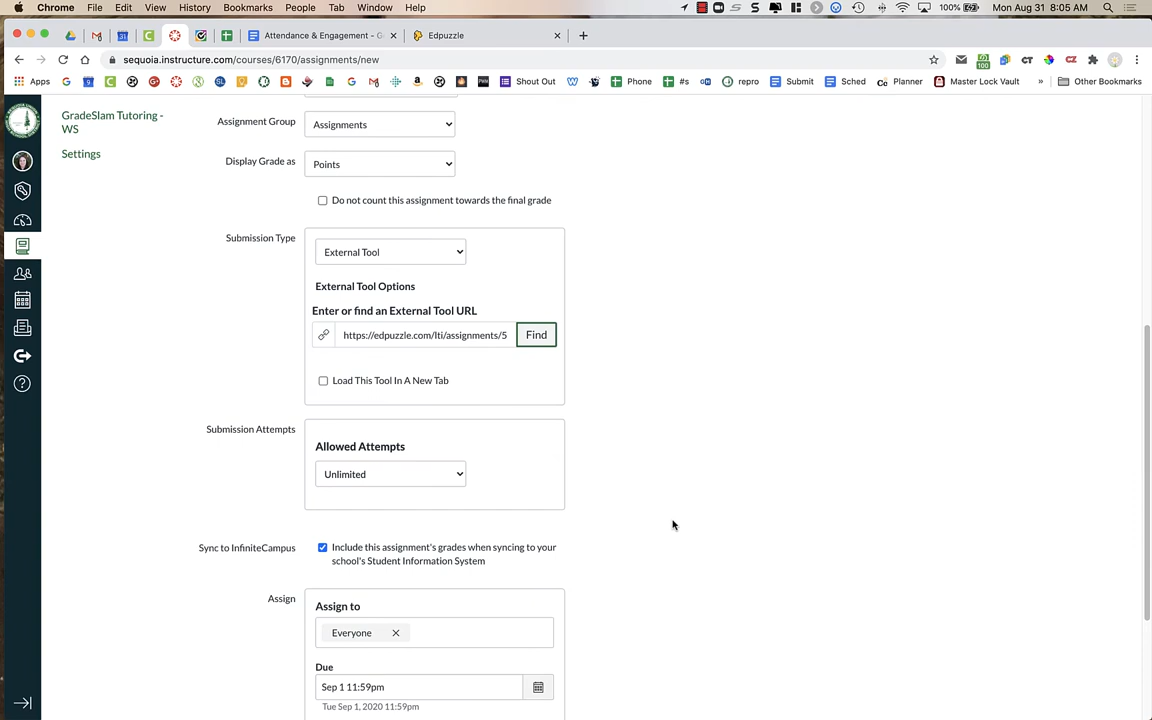 Chrome File Edit View History Bookmarks People Tab Window Help 100% Mon Aug 31 8:05 AM
Attendance & Engagement - G Edpuzzle
sequoia.instructure.com/courses/6170/assignments/new
Apps Shout Out Phone #s repro Submit Sched Planner Master Lock Vault » Other Bookmarks
GradeSlam Tutoring -
WS
Settings
Assignment Group Assignments
Display Grade as Points
Do not count this assignment towards the final grade
Submission Type
External Tool
External Tool Options
Enter or find an External Tool URL
https://edpuzzle.com/lti/assignments/5 Find
Load This Tool In A New Tab
Submission Attempts
Allowed Attempts
Unlimited
Sync to InfiniteCampus Include this assignment's grades when syncing to your
school's Student Information System
Assign
Assign to
Everyone
Due
Sep 1 11:59pm
Tue Sep 1, 2020 11:59pm